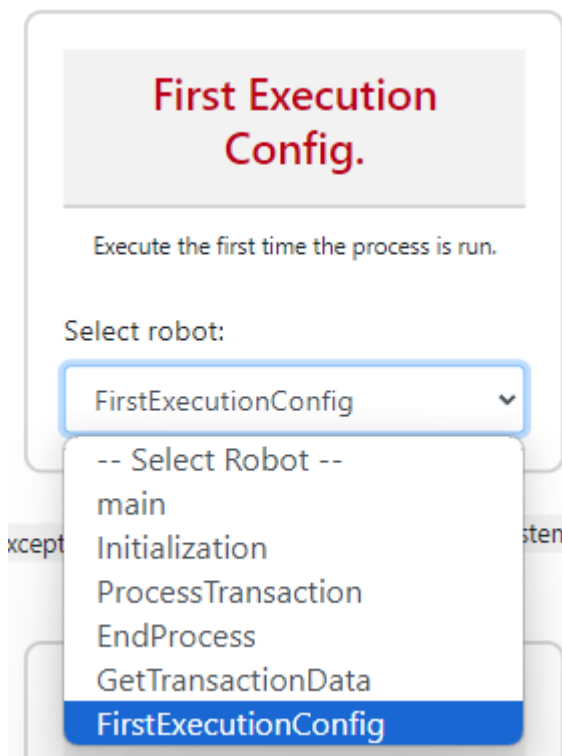 First Execution
Config.
Execute the first time the process is run.
Select robot:
FirstExecutionConfig
-- Select Robot --
main
Initialization
ProcessTransaction
EndProcess
GetTransactionData
FirstExecutionConfig